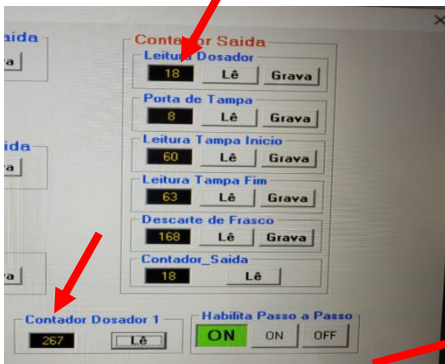 aida
Contador Saida
Leitura Dosador
a
18 Lê Grava
Porta de Tampa
8 Lê Grava
ida
Leitura Tampa Inicio
a
60 Lê Grava
Leitura Tampa Fim
63 Lê Grava
Descarte de Frasco
168 Lê Grava
Contador_Saida
a
18 Lê
Contador Dosador 1
Habilita Passo a Passo
267 Lê
ON ON OFF